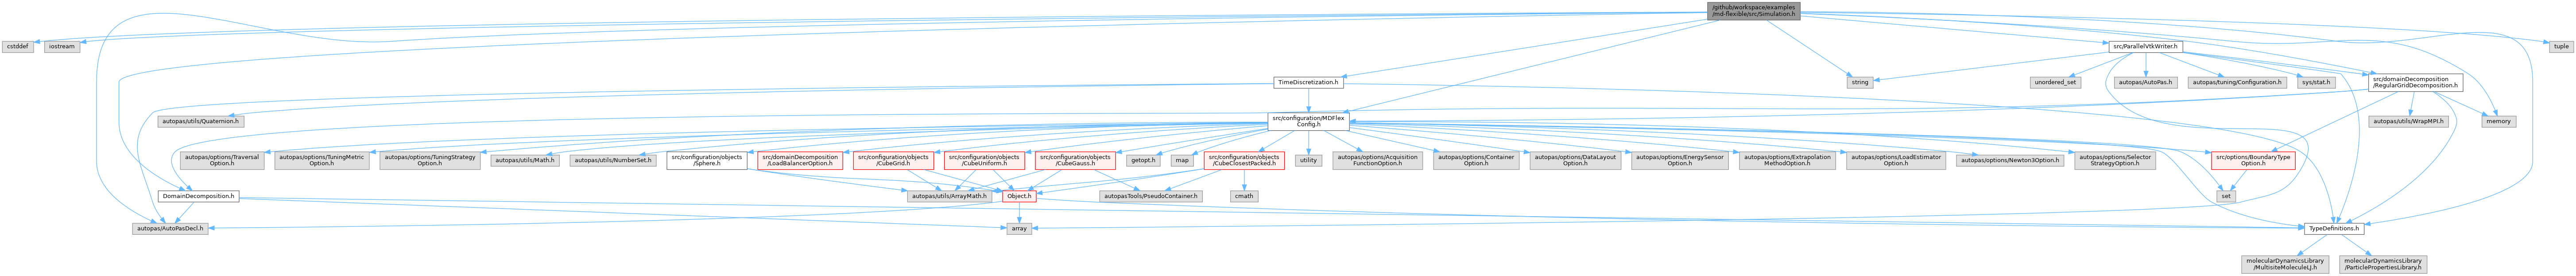 /github/workspace/examples
/md-flexible/src/Simulation.h
cstddef
iostream
src/ParallelVtkWriter.h
tuple
TimeDiscretization.h
string
unordered_set
autopas/AutoPas.h
autopas/tuning/Configuration.h
sys/stat.h
src/domainDecomposition
/RegularGridDecomposition.h
autopas/utils/Quaternion.h
src/configuration/MDFlex
Config.h
autopas/utils/WrapMPI.h
memory
autopas/options/Traversal
Option.h
autopas/options/TuningMetric
Option.h
autopas/options/TuningStrategy
Option.h
autopas/utils/Math.h
autopas/utils/NumberSet.h
src/configuration/objects
/Sphere.h
src/domainDecomposition
/LoadBalancerOption.h
src/configuration/objects
/CubeGrid.h
src/configuration/objects
/CubeUniform.h
src/configuration/objects
/CubeGauss.h
getopt.h
map
src/configuration/objects
/CubeClosestPacked.h
utility
autopas/options/Acquisition
FunctionOption.h
autopas/options/Container
Option.h
autopas/options/DataLayout
Option.h
autopas/options/EnergySensor
Option.h
autopas/options/Extrapolation
MethodOption.h
autopas/options/LoadEstimator
Option.h
autopas/options/Newton3Option.h
autopas/options/Selector
StrategyOption.h
src/options/BoundaryType
Option.h
DomainDecomposition.h
autopas/utils/ArrayMath.h
Object.h
autopasTools/PseudoContainer.h
cmath
set
autopas/AutoPasDecl.h
array
TypeDefinitions.h
molecularDynamicsLibrary
/MultisiteMoleculeLJ.h
molecularDynamicsLibrary
/ParticlePropertiesLibrary.h